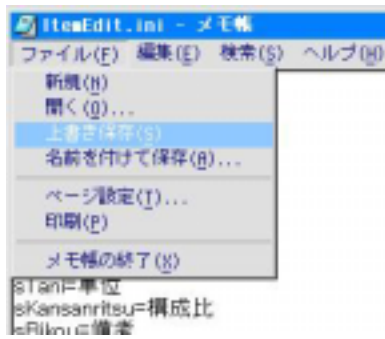 ItemEdit.ini - メモ帳
ファイル(F) 編集(E) 検索(S) ヘルプ(H)
新規(N)
開く(O)...
上書き保存(S)
名前を付けて保存(A)...
ページ設定(T)...
印刷(P)
メモ帳の終了(X)
sTani=単位
sKansanritsu=構成比
sBikou=備考